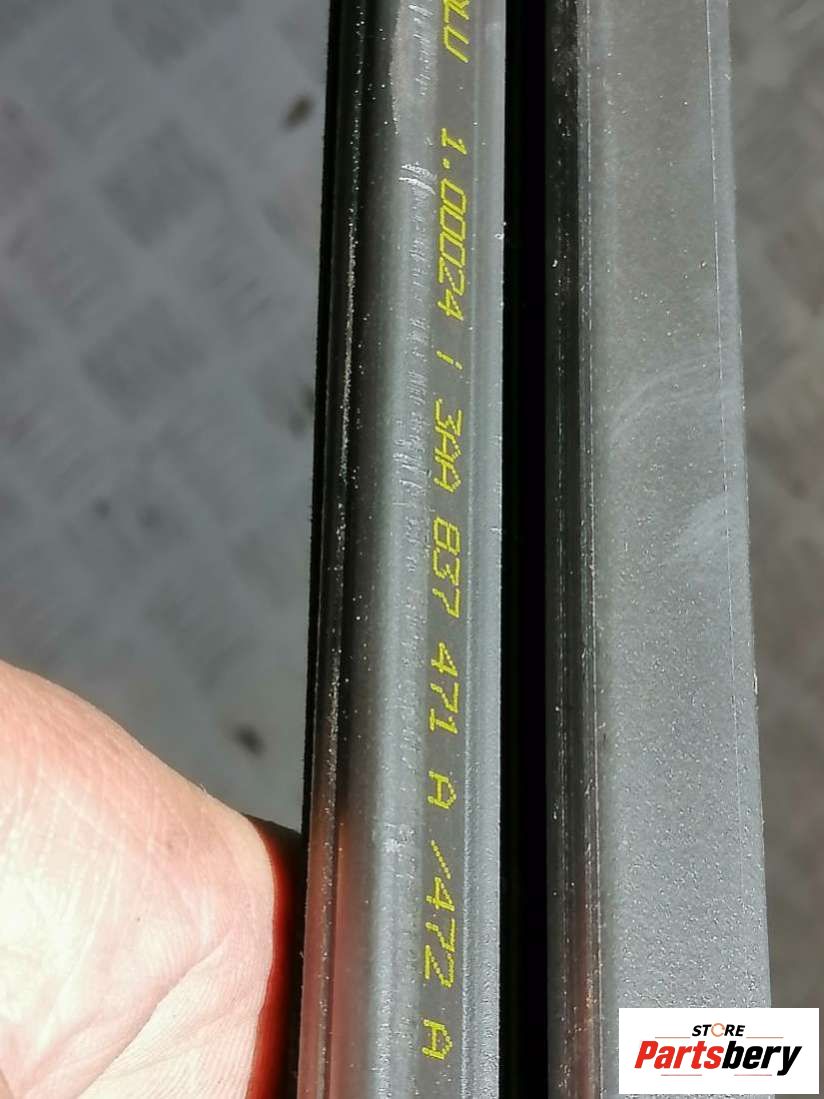 1.00024 / 3AA 837 471 A //472 A
STORE
Partsbery